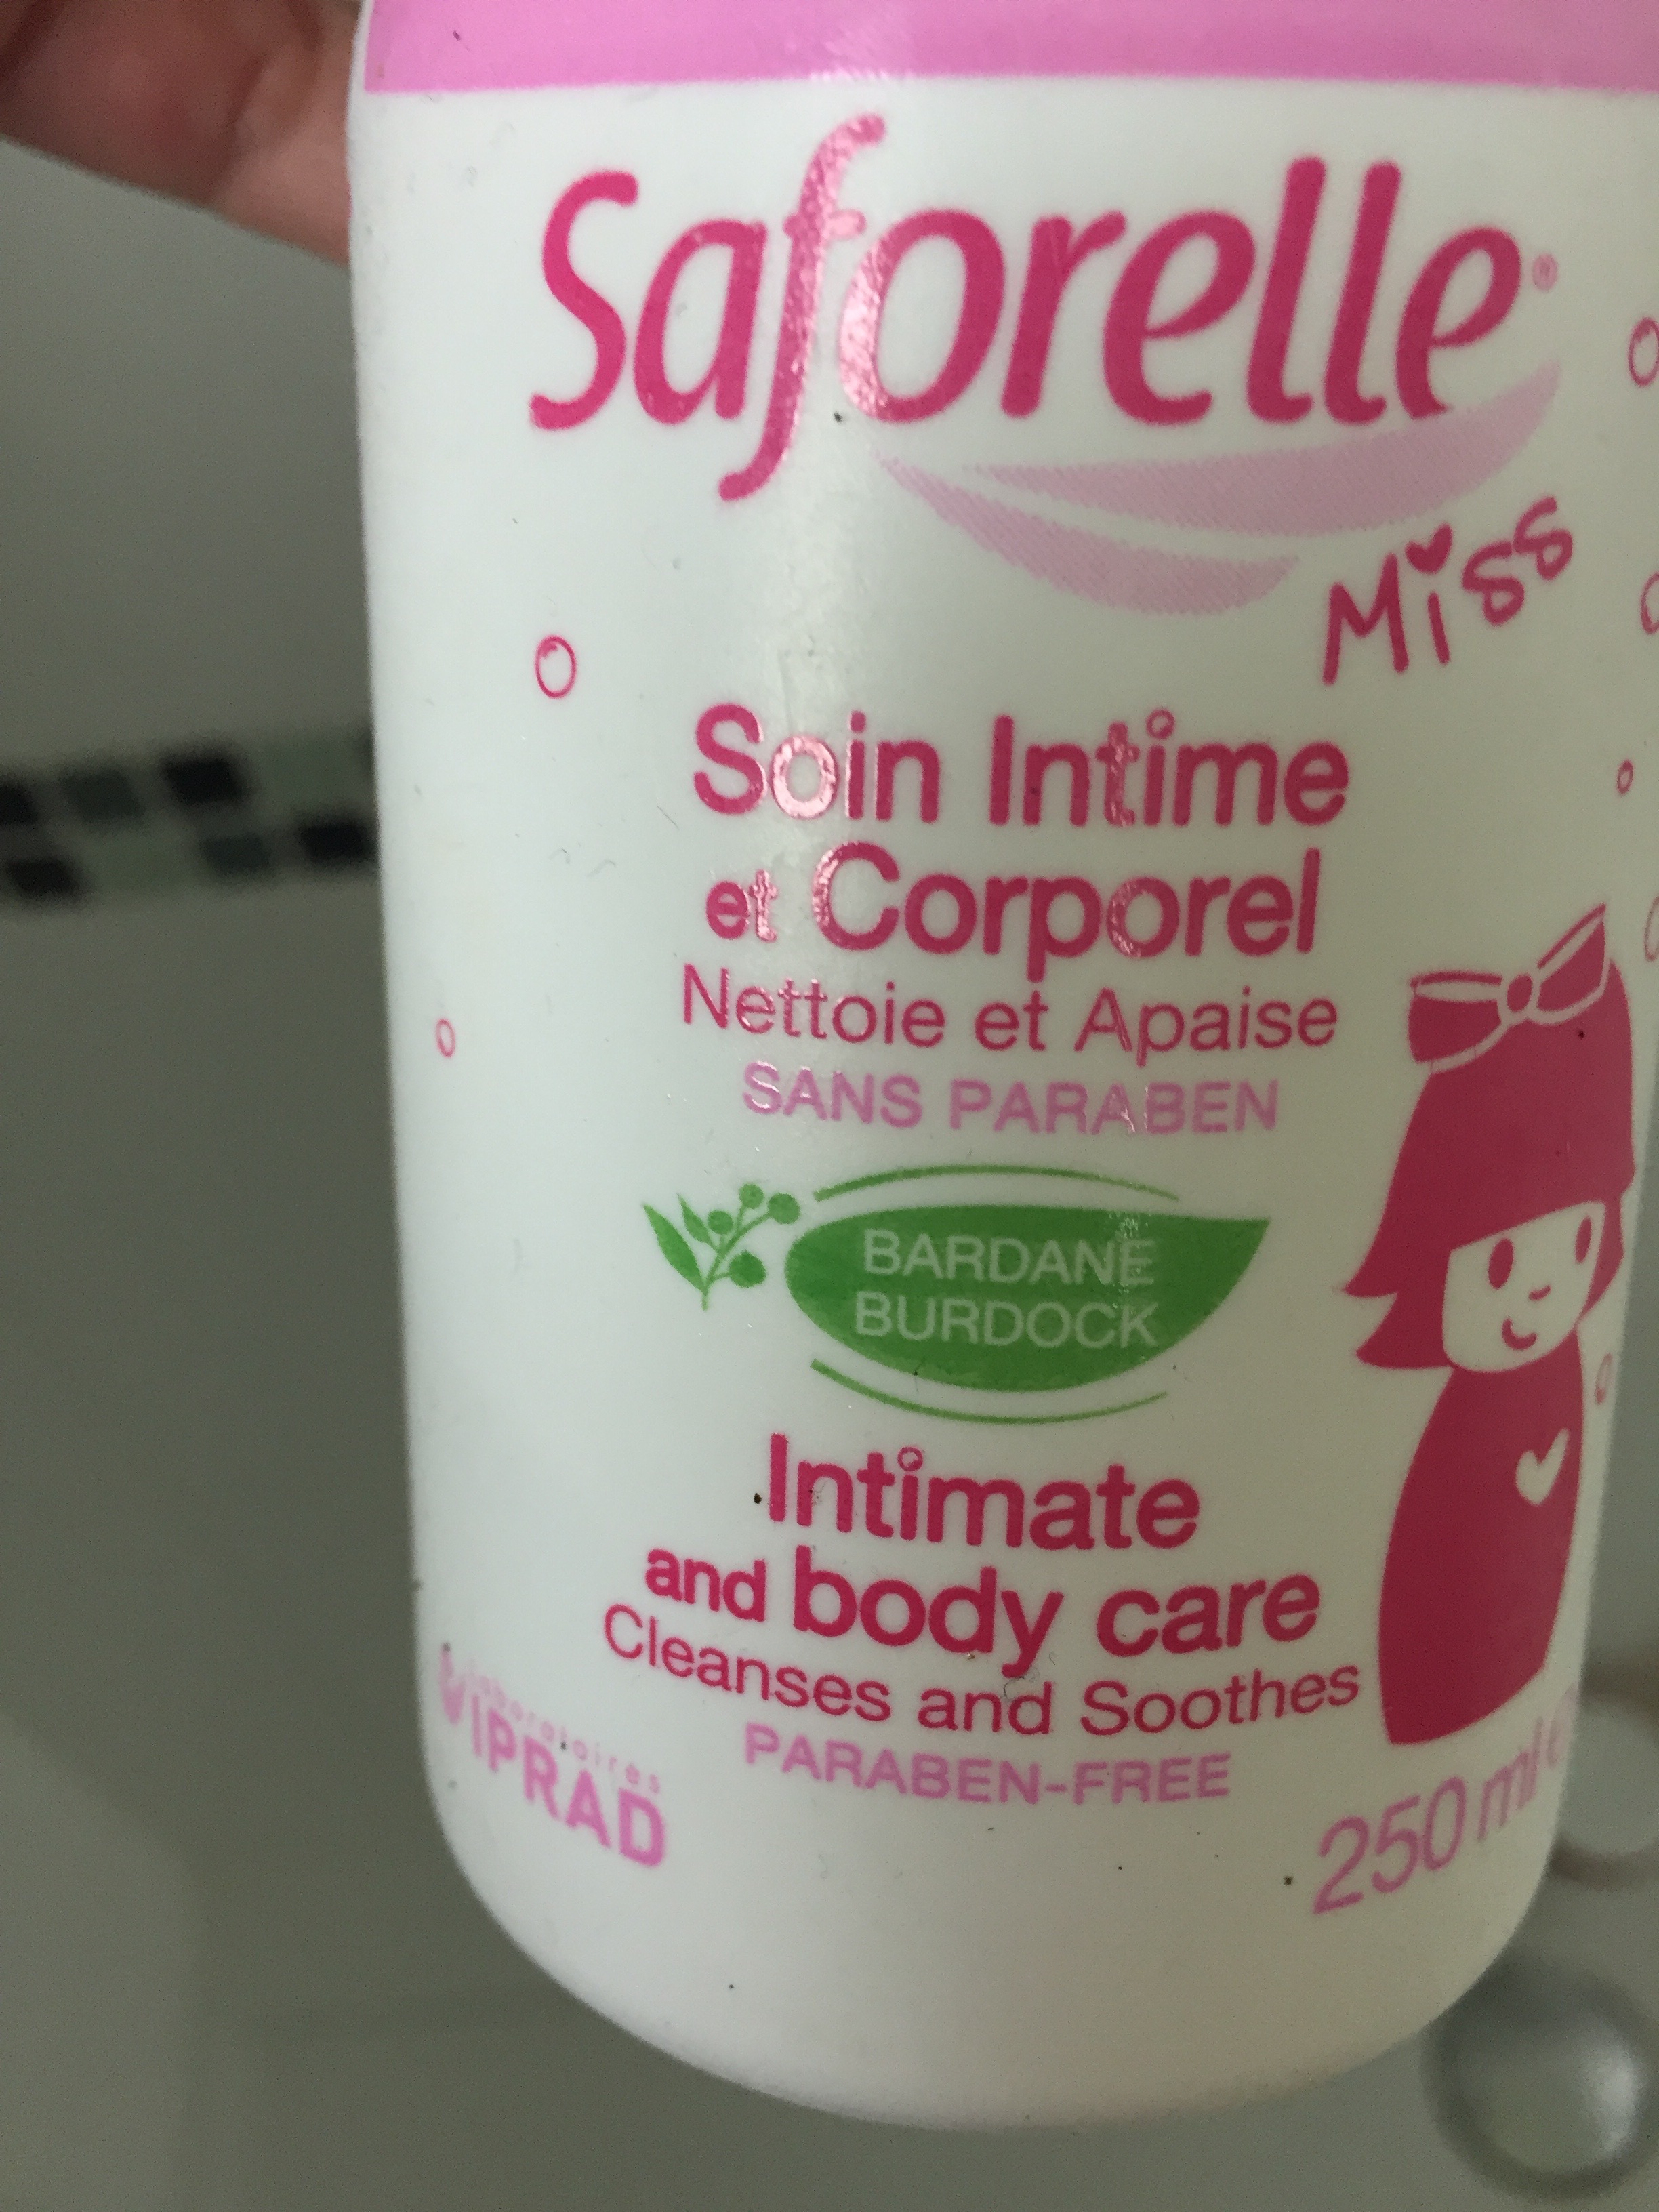 Saforelle®
Miss
Soin Intime
et Corporel
Nettoie et Apaise
SANS PARABEN
BARDANE
BURDOCK
Intimate
and body care
Cleanses and Soothes
PARABEN-FREE
laboratoires
IPRAD
250 ml e